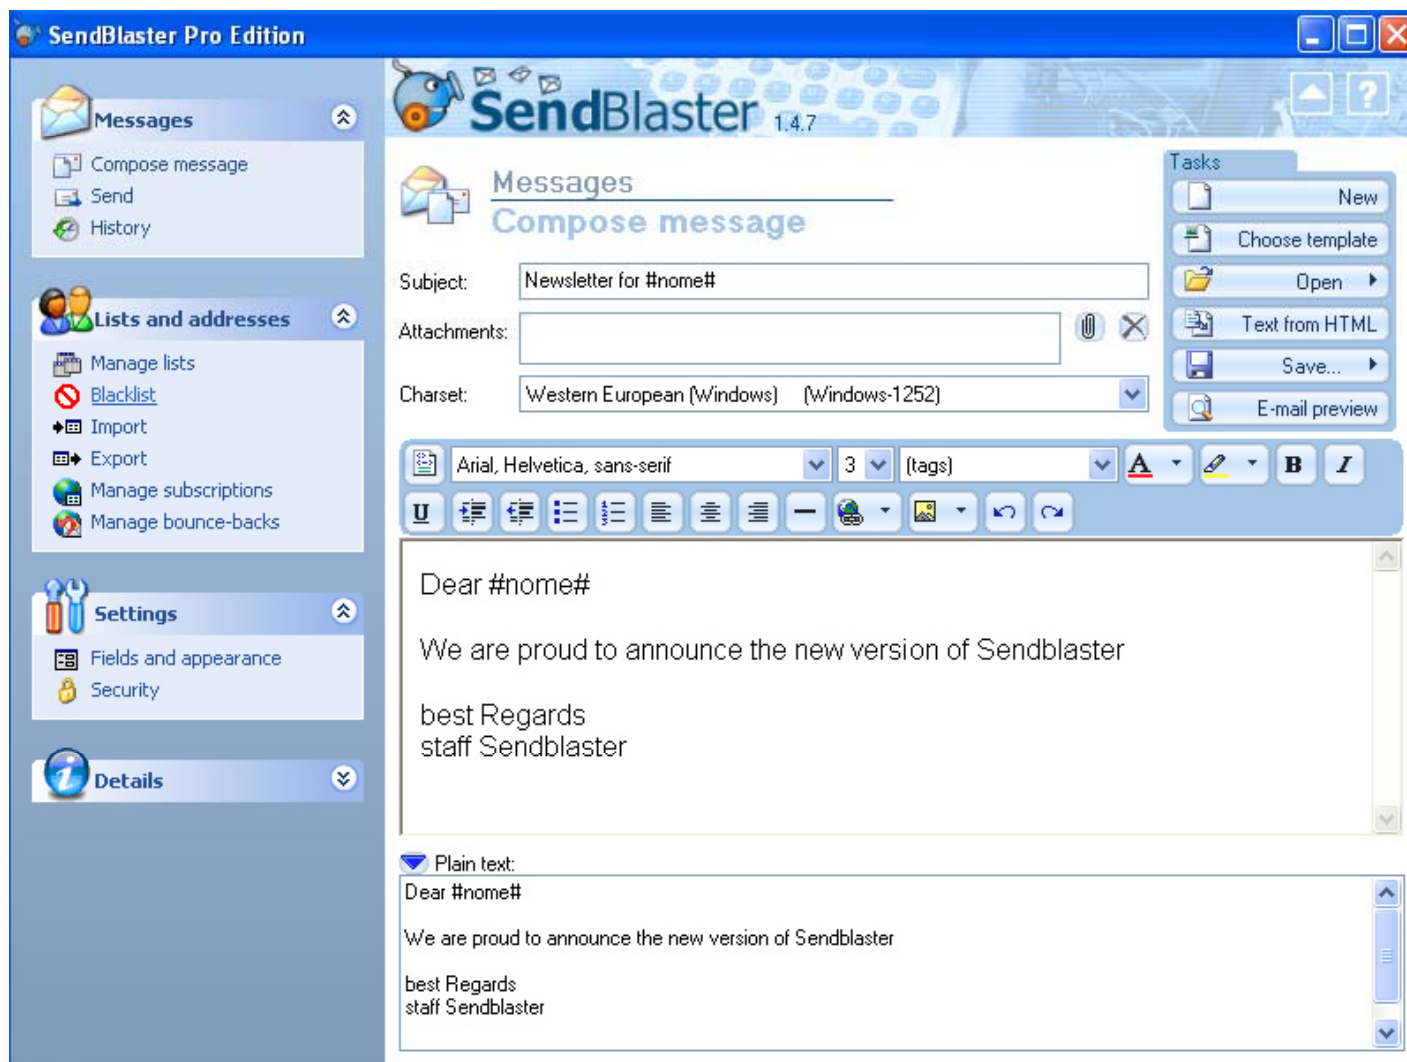 SendBlaster Pro Edition
Messages
Compose message
Send
History
Lists and addresses
Manage lists
Blacklist
Import
Export
Manage subscriptions
Manage bounce-backs
Settings
Fields and appearance
Security
Details
SendBlaster 1.4.7
?
Messages
Compose message
Subject: Newsletter for #nome#
Attachments:
Charset: Western European (Windows) (Windows-1252)
Tasks
New
Choose template
Open
Text from HTML
Save...
E-mail preview
Arial, Helvetica, sans-serif 3 (tags) A B I
U
Dear #nome#
We are proud to announce the new version of Sendblaster
best Regards
staff Sendblaster
Plain text:
Dear #nome#
We are proud to announce the new version of Sendblaster
best Regards
staff Sendblaster